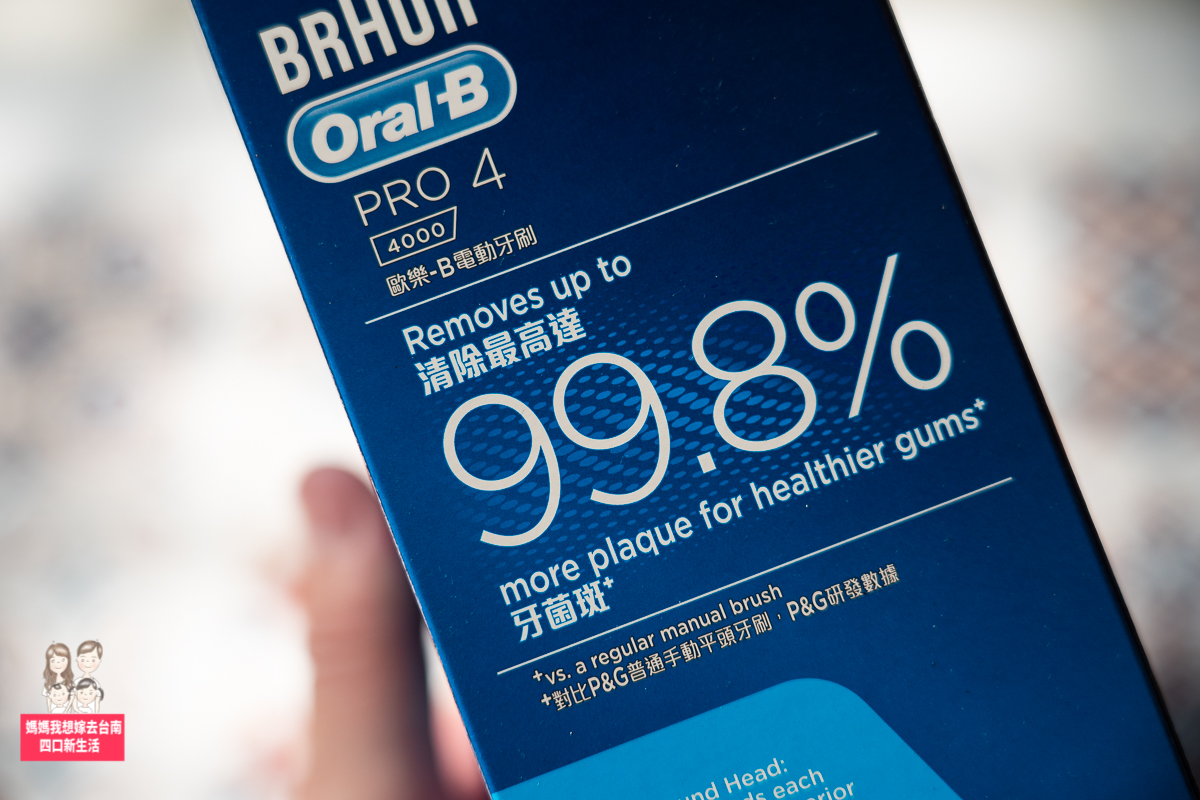 BRAUN
Oral-B
PRO 4
4000
歐樂-B電動牙刷
Removes up to
清除最高達
99.8%
more plaque for healthier gums+
牙菌斑+
+vs. a regular manual brush
+對比P&G普通手動平頭牙刷，P&G研發數據
Head:
each
媽媽我想嫁去台南
四口新生活